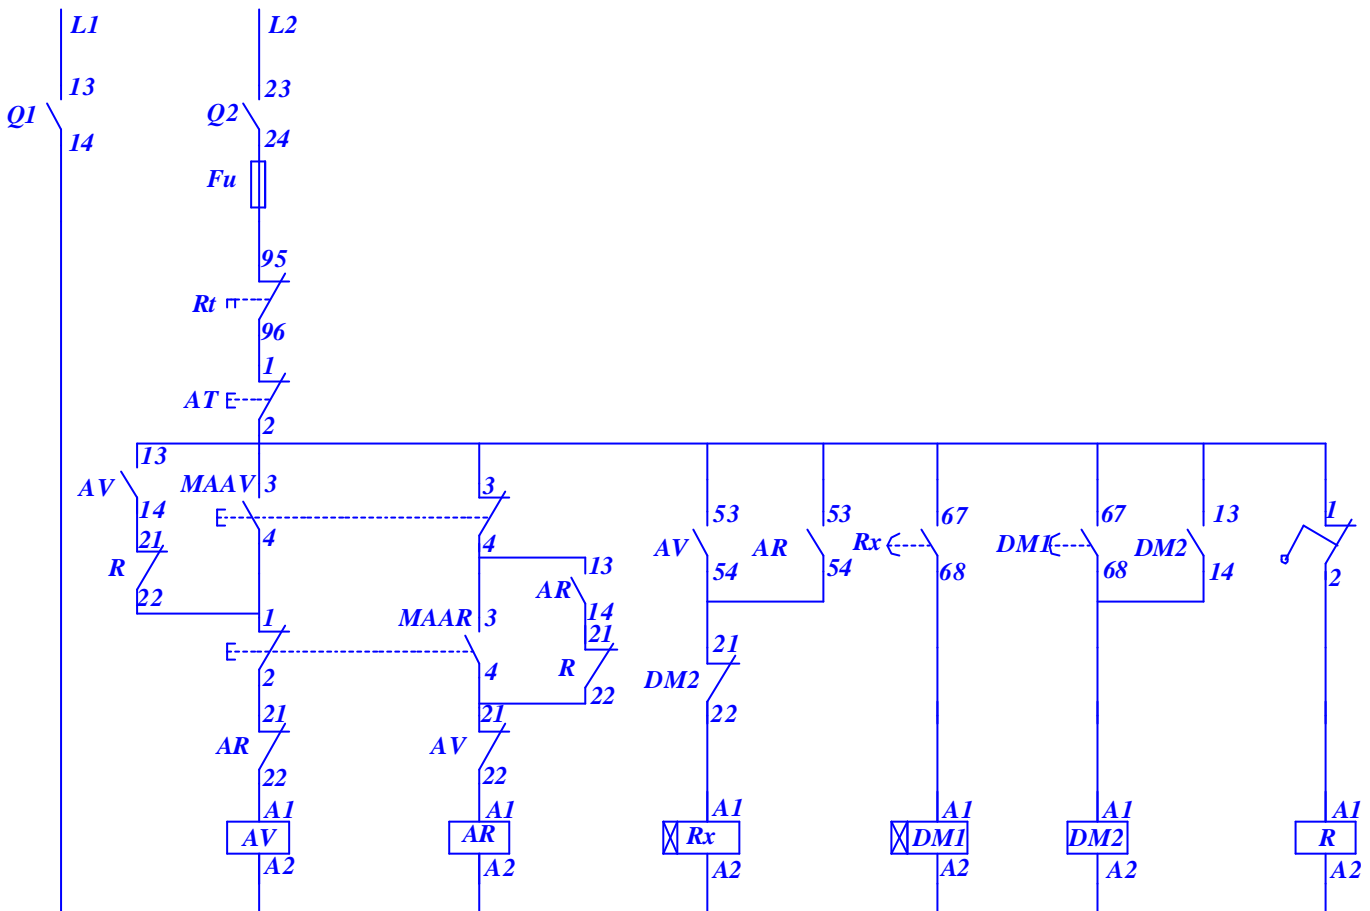 L1 L2
13 23
Q1 Q2
14 24
Fu
95
Rt
96
1
AT
2
13 MAAV 3 3 53 53 67 67 13 1
AV AV AR Rx DM1 DM2
14 4 4 54 54 68 68 14 2
21 13
R AR
22 14
1 MAAR 3 21 21
R DM2
2 4 22 22
21 21
AR AV
22 22
A1 A1 A1 A1 A1 A1
AV AR Rx DM1 DM2 R
A2 A2 A2 A2 A2 A2